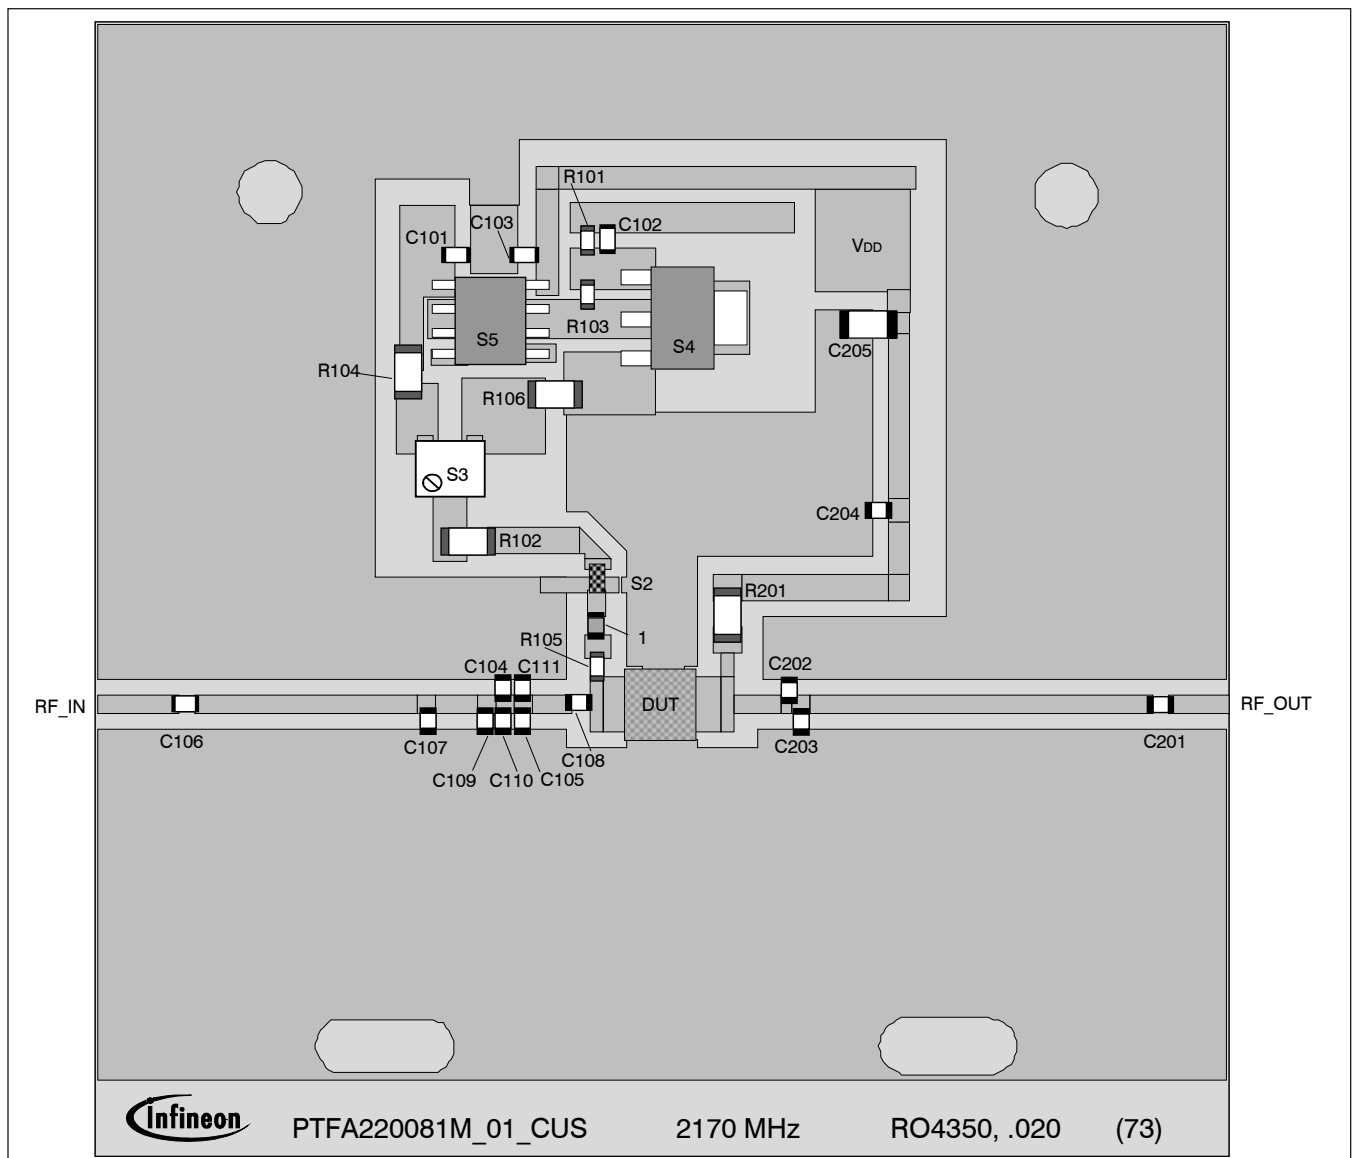 R101
C103
C102
C101
VDD
S5
R103
S4
C205
R104
R106
S3
C204
R102
S2
R201
1
R105
C104
C111
C202
RF_IN
DUT
RF_OUT
C106
C107
C108
C203
C201
C109
C110
C105
Infineon
PTFA220081M_01_CUS 2170 MHz RO4350, .020 (73)